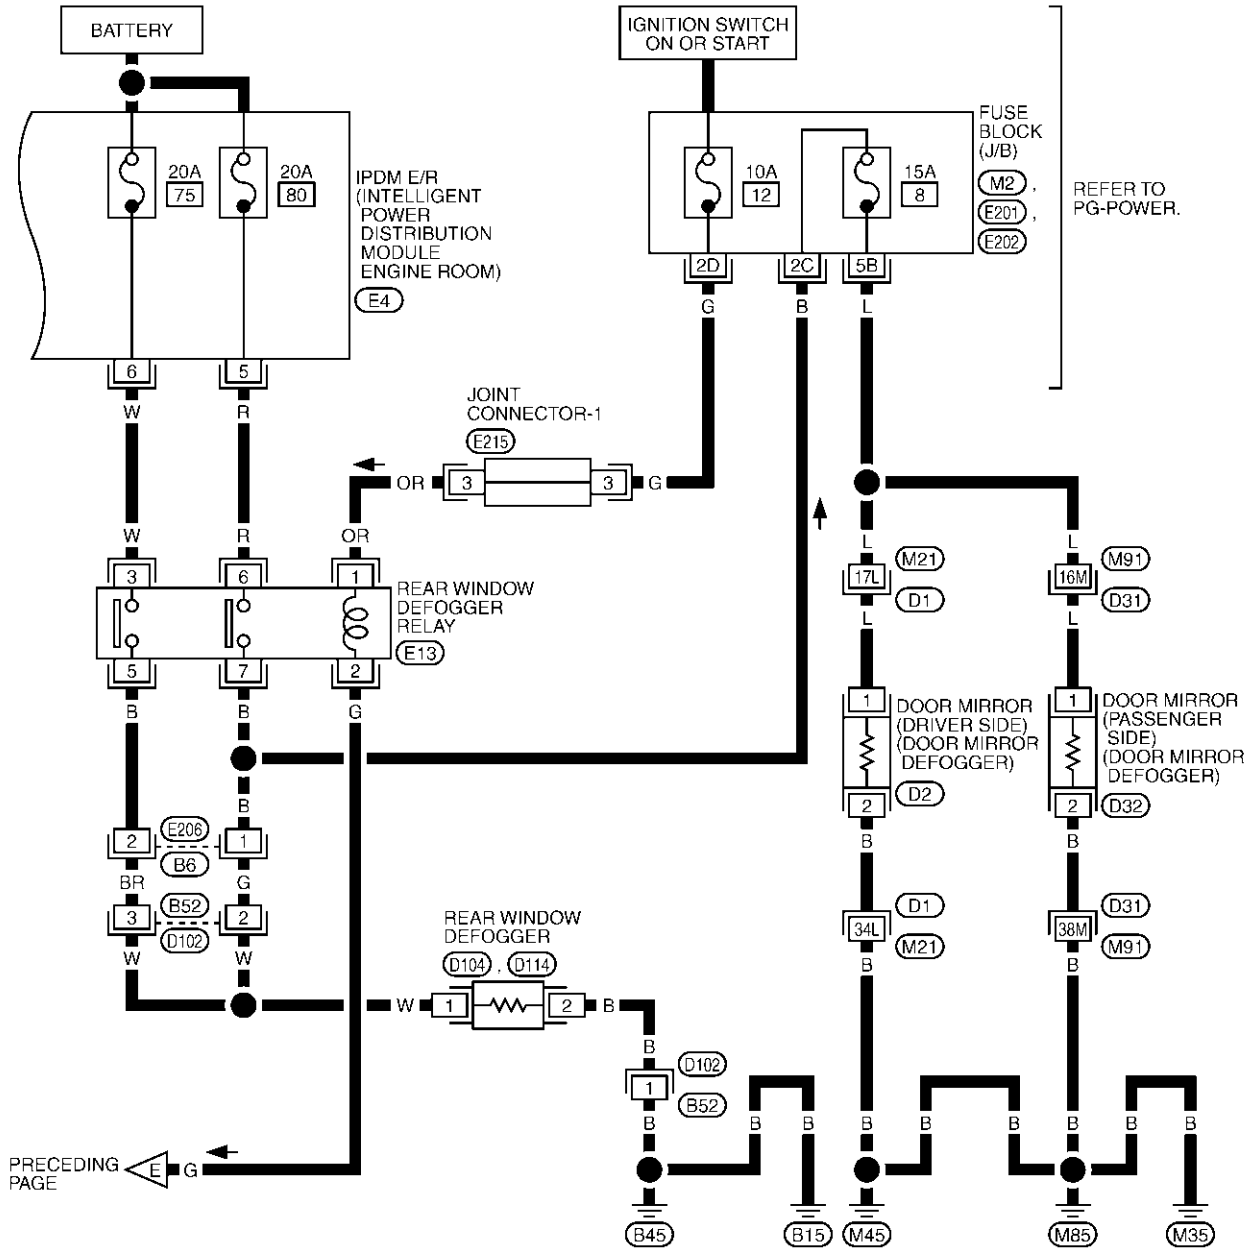 BATTERY
IGNITION SWITCH
ON OR START
20A
75
20A
80
IPDM E/R
(INTELLIGENT
POWER
DISTRIBUTION
MODULE
ENGINE ROOM)
E4
10A
12
15A
8
FUSE
BLOCK
(J/B)
M2 ,
E201 ,
E202
REFER TO
PG-POWER.
6
5
2D
2C
5B
W
R
G
B
L
JOINT
CONNECTOR-1
E215
OR
3
3
G
W
R
OR
L
L
3
6
1
REAR WINDOW
DEFOGGER
RELAY
E13
17L
M21
D1
16M
M91
D31
L
L
5
7
2
B
B
G
1
DOOR MIRROR
(DRIVER SIDE)
(DOOR MIRROR
DEFOGGER)
D2
2
1
DOOR MIRROR
(PASSENGER
SIDE)
(DOOR MIRROR
DEFOGGER)
D32
2
B
2
E206
B6
1
B
B
BR
G
3
B52
D102
2
W
W
REAR WINDOW
DEFOGGER
D104 , D114
34L
D1
M21
38M
D31
M91
B
B
W
1
2
B
B
1
D102
B52
B
B
B
B
B
B
B
B
B
PRECEDING
PAGE
E
G
B45
B15
M45
M85
M35